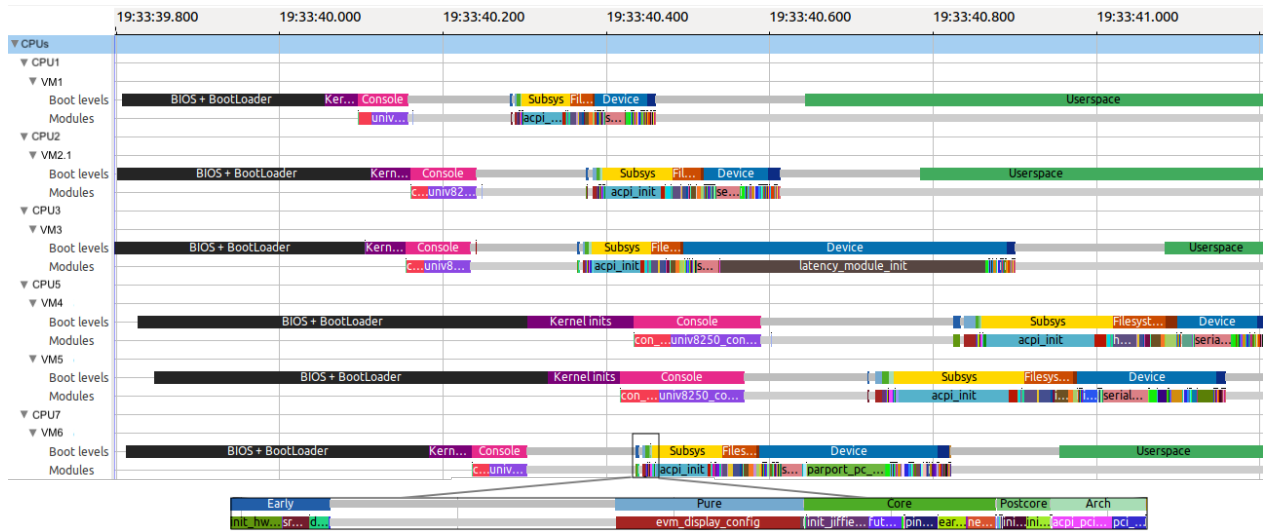 19:33:39.800 19:33:40.000 19:33:40.200 19:33:40.400 19:33:40.600 19:33:40.800 19:33:41.000
CPUs
CPU1
VM1
Boot levels BIOS + BootLoader Ker... Console Subsys Fil... Device Userspace
Modules univ... acpi_... s...
CPU2
VM2.1
Boot levels BIOS + BootLoader Kern... Console Subsys Fil... Device Userspace
Modules c... univ82... acpi_init se...
CPU3
VM3
Boot levels BIOS + BootLoader Kern... Console Subsys File... Device Userspace
Modules c... univ8... acpi_init s... latency_module_init
CPU5
VM4
Boot levels BIOS + BootLoader Kernel inits Console Subsys Filesyst... Device
Modules con_... univ8250_con... acpi_init h... seria...
VM5
Boot levels BIOS + BootLoader Kernel inits Console Subsys Filesys... Device
Modules con_... univ8250_co... acpi_init i... i... serial...
CPU7
VM6
Boot levels BIOS + BootLoader Kern... Console Subsys Files... Device Userspace
Modules c... univ... acpi_init s... parport_pc_...
Early Pure Core Postcore Arch
init_hw... sr... d... evm_display_config init_jiffie... fut... pin... ear... ne... ini... ini... acpi_pci... pci_...